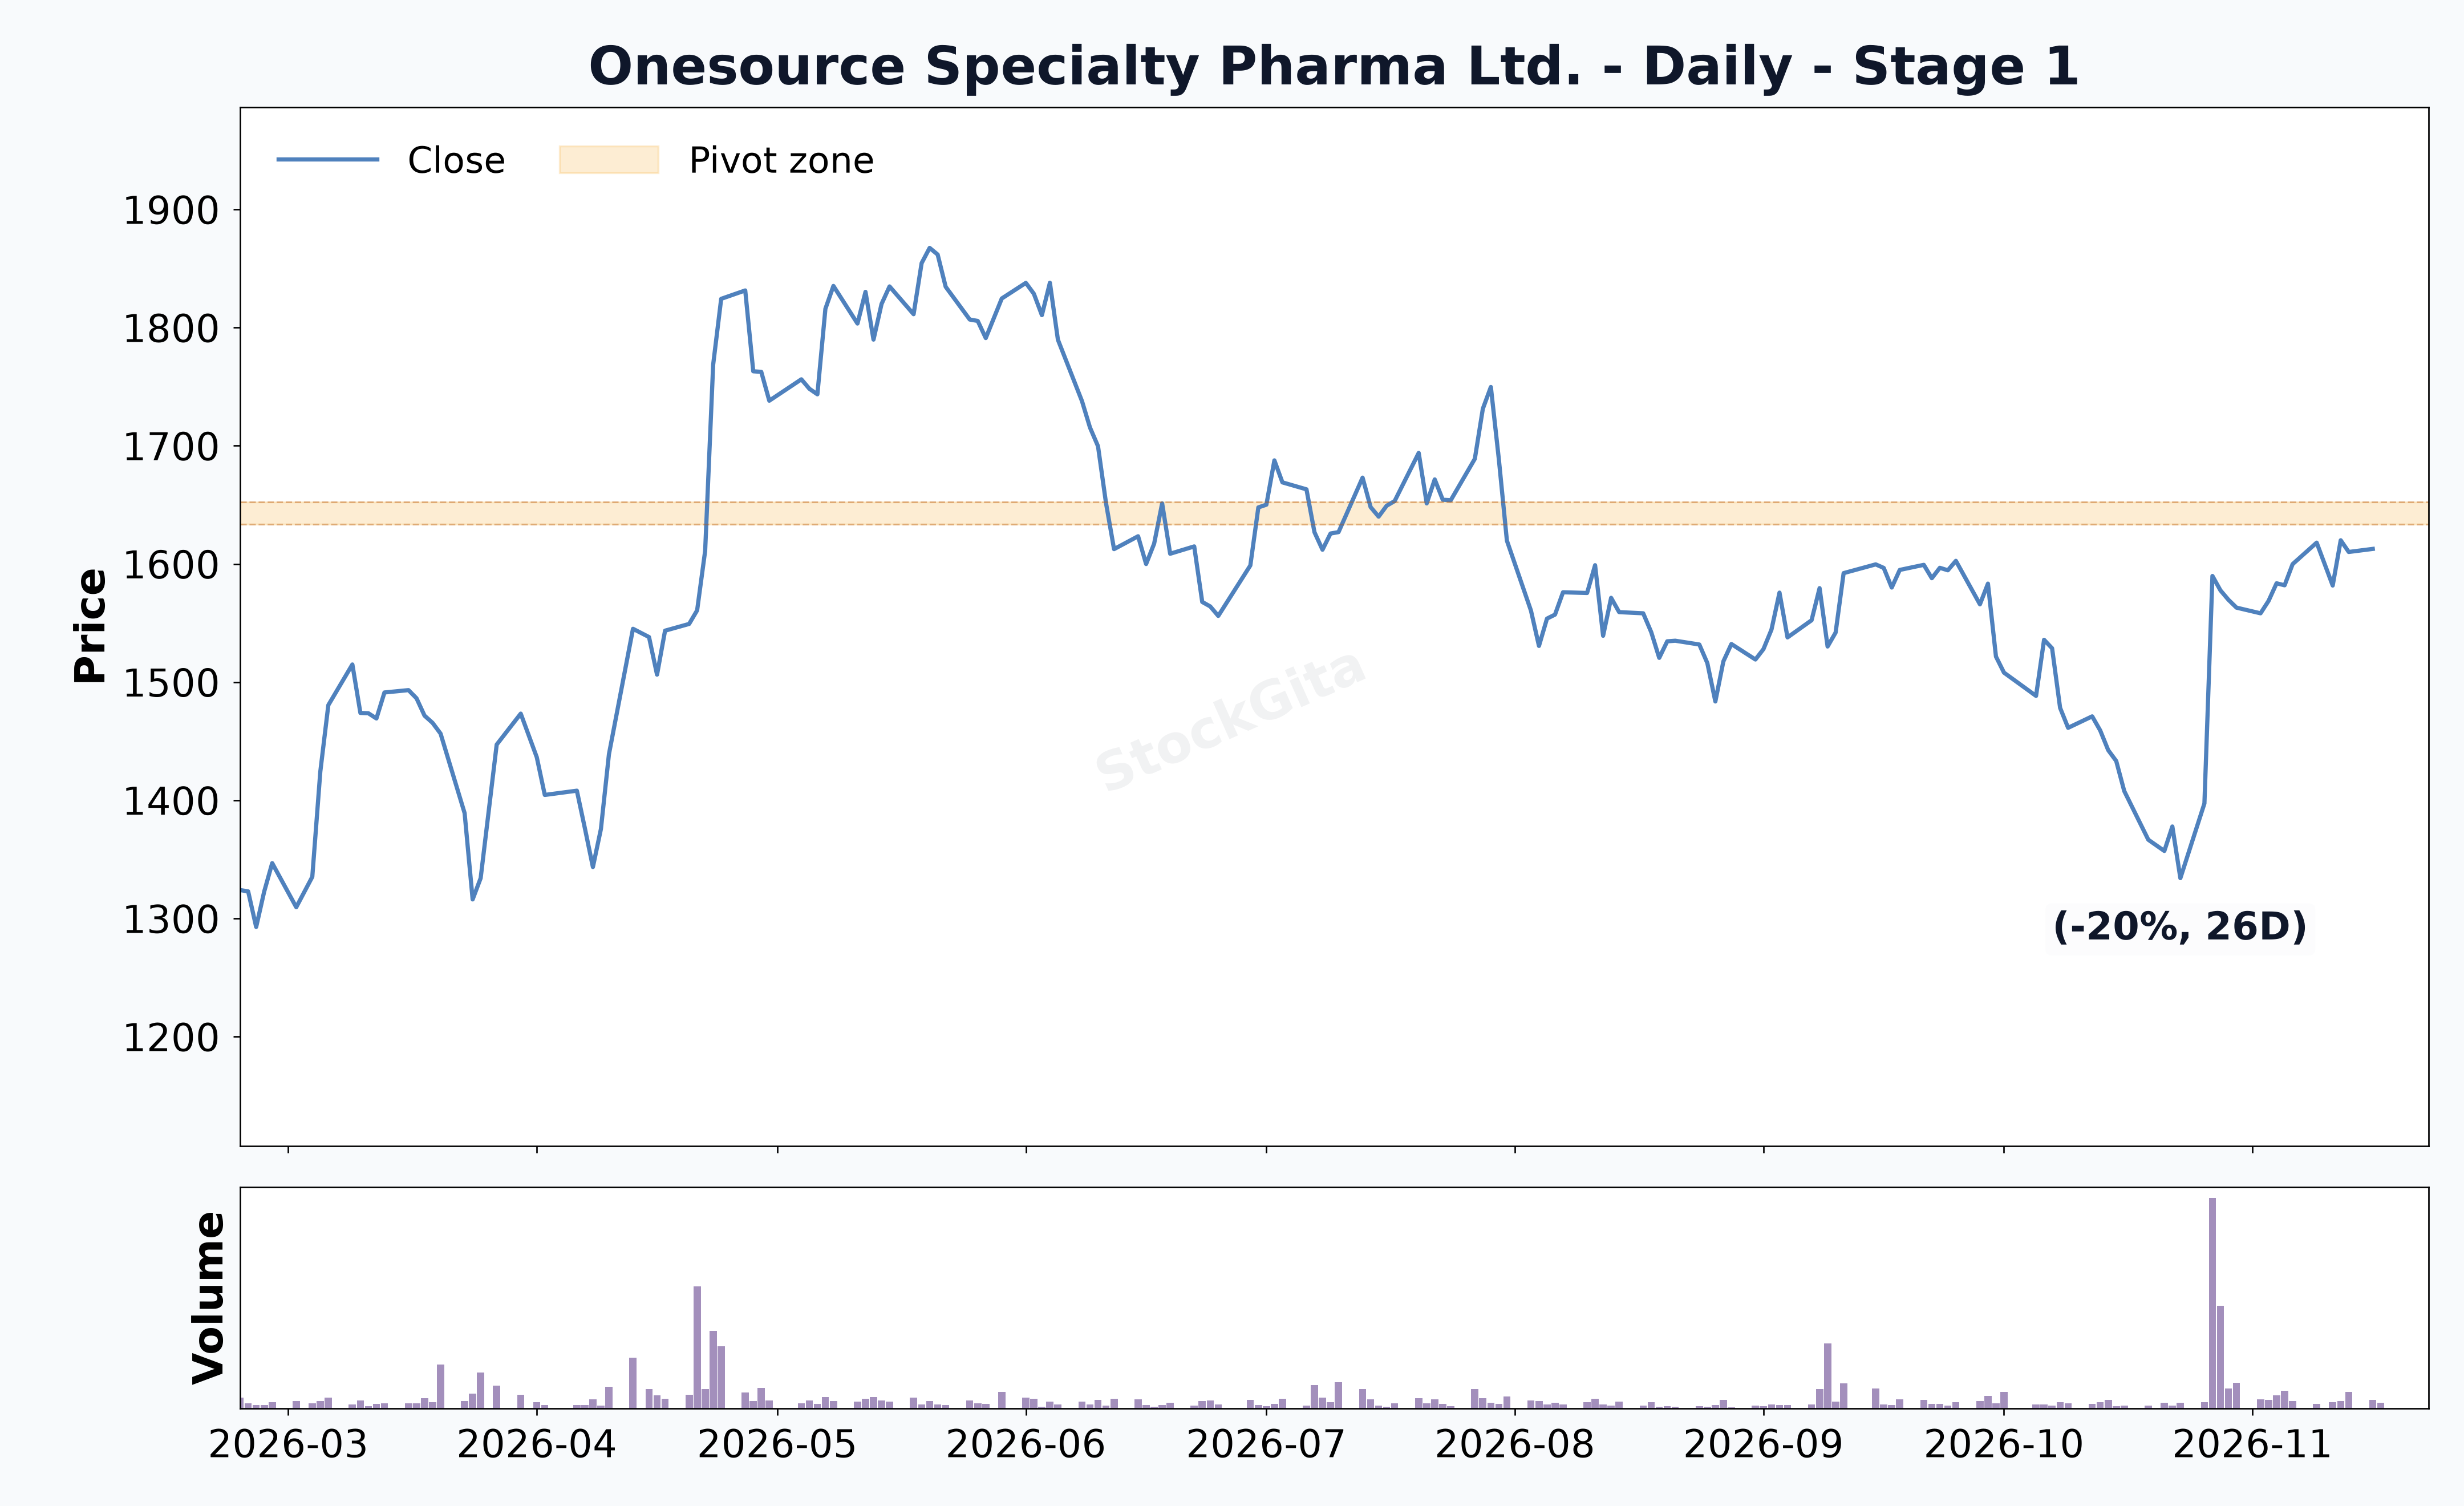 Onesource Specialty Pharma Ltd. - Daily - Stage 1
Close
Pivot zone
1900
1800
1700
1600
1500
1400
1300
1200
Price
StockGita
(-20%, 26D)
Volume
2026-03
2026-04
2026-05
2026-06
2026-07
2026-08
2026-09
2026-10
2026-11